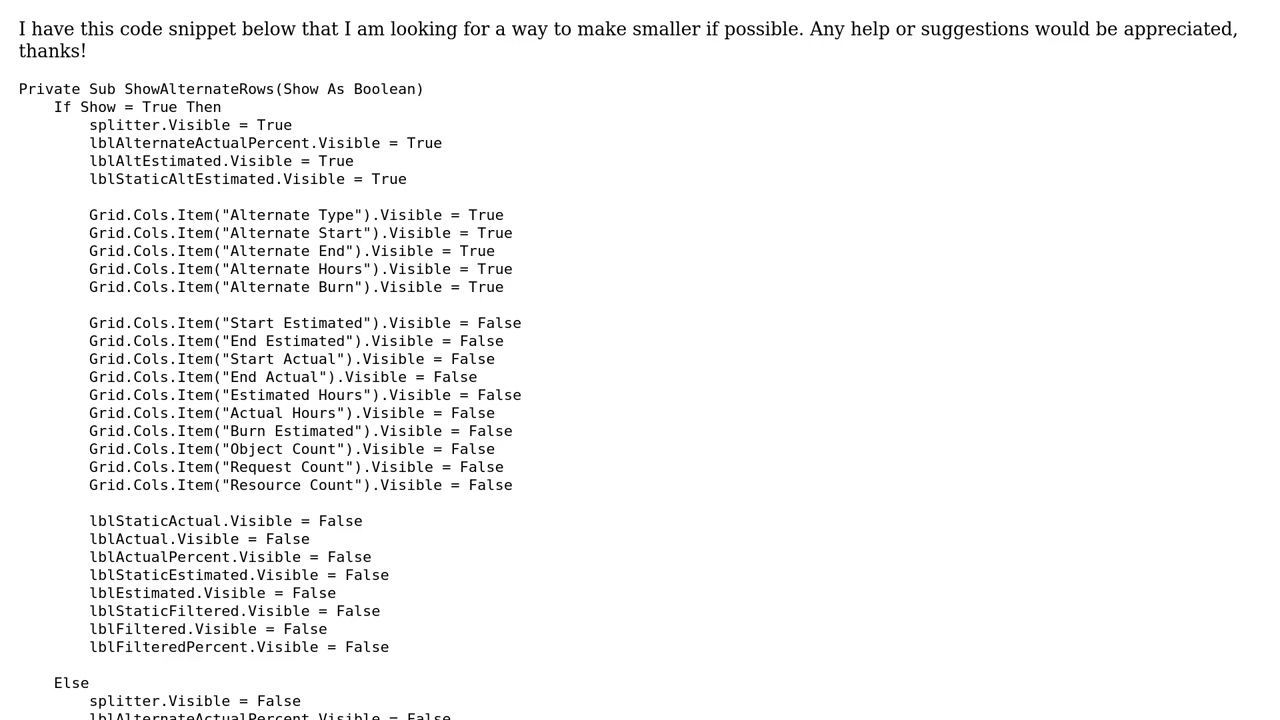 I have this code snippet below that I am looking for a way to make smaller if possible. Any help or suggestions would be appreciated,
thanks!
Private Sub ShowAlternateRows(Show As Boolean)
    If Show = True Then
        splitter.Visible = True
        lblAlternateActualPercent.Visible = True
        lblAltEstimated.Visible = True
        lblStaticAltEstimated.Visible = True
        Grid.Cols.Item("Alternate Type").Visible = True
        Grid.Cols.Item("Alternate Start").Visible = True
        Grid.Cols.Item("Alternate End").Visible = True
        Grid.Cols.Item("Alternate Hours").Visible = True
        Grid.Cols.Item("Alternate Burn").Visible = True
        Grid.Cols.Item("Start Estimated").Visible = False
        Grid.Cols.Item("End Estimated").Visible = False
        Grid.Cols.Item("Start Actual").Visible = False
        Grid.Cols.Item("End Actual").Visible = False
        Grid.Cols.Item("Estimated Hours").Visible = False
        Grid.Cols.Item("Actual Hours").Visible = False
        Grid.Cols.Item("Burn Estimated").Visible = False
        Grid.Cols.Item("Object Count").Visible = False
        Grid.Cols.Item("Request Count").Visible = False
        Grid.Cols.Item("Resource Count").Visible = False
        lblStaticActual.Visible = False
        lblActual.Visible = False
        lblActualPercent.Visible = False
        lblStaticEstimated.Visible = False
        lblEstimated.Visible = False
        lblStaticFiltered.Visible = False
        lblFiltered.Visible = False
        lblFilteredPercent.Visible = False
    Else
        splitter.Visible = False
        lblAlternateActualPercent.Visible = False